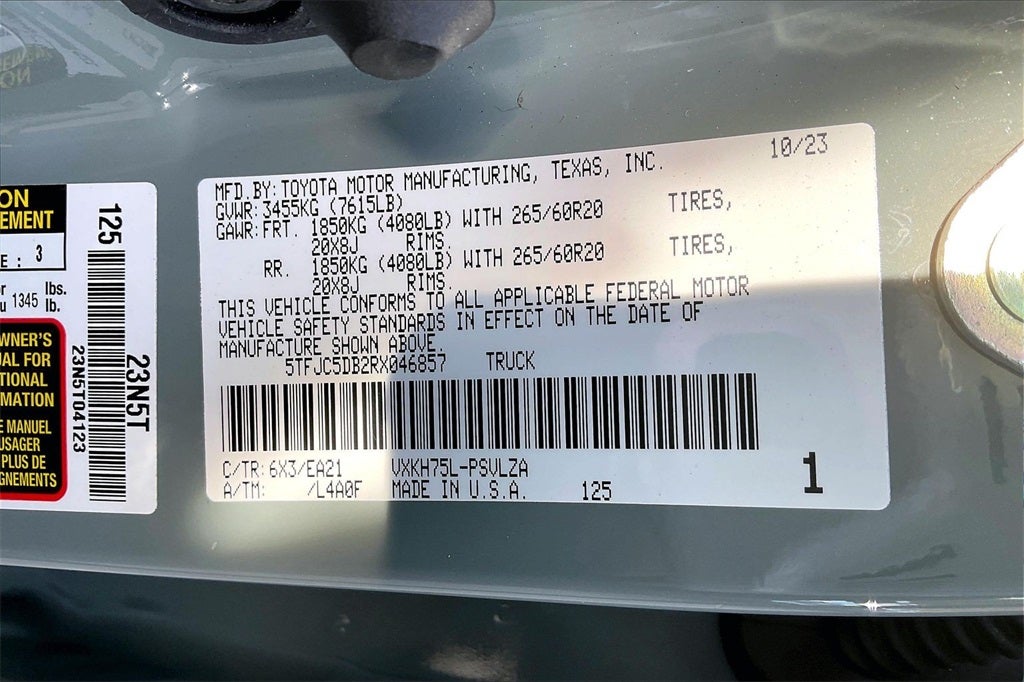 ON
EMENT
E : 3
or lbs.
u 1345 lb.
WNER'S
UAL FOR
TIONAL
MATION
E MANUEL
USAGER
PLUS DE
GNEMENTS
125
23N5T
23N5T04123
10/23
MFD.BY:TOYOTA MOTOR MANUFACTURING, TEXAS, INC.
GVWR:3455KG (7615LB)
GAWR:FRT. 1850KG (4080LB) WITH 265/60R20 TIRES,
20X8J RIMS.
RR. 1850KG (4080LB) WITH 265/60R20 TIRES,
20X8J RIMS.
THIS VEHICLE CONFORMS TO ALL APPLICABLE FEDERAL MOTOR
VEHICLE SAFETY STANDARDS IN EFFECT ON THE DATE OF
MANUFACTURE SHOWN ABOVE.
5TFJC5DB2RX046857 TRUCK
C/TR:6X3/EA21 VXKH75L-PSVLZA
A/TM: /L4A0F MADE IN U.S.A. 125
1